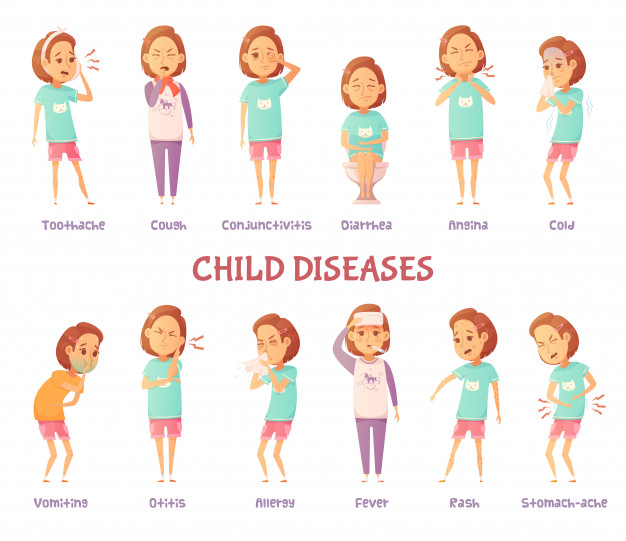 Toothache Cough Conjunctivitis Diarrhea Angina Cold
CHILD DISEASES
Vomiting Otitis Allergy Fever Rash Stomach-ache